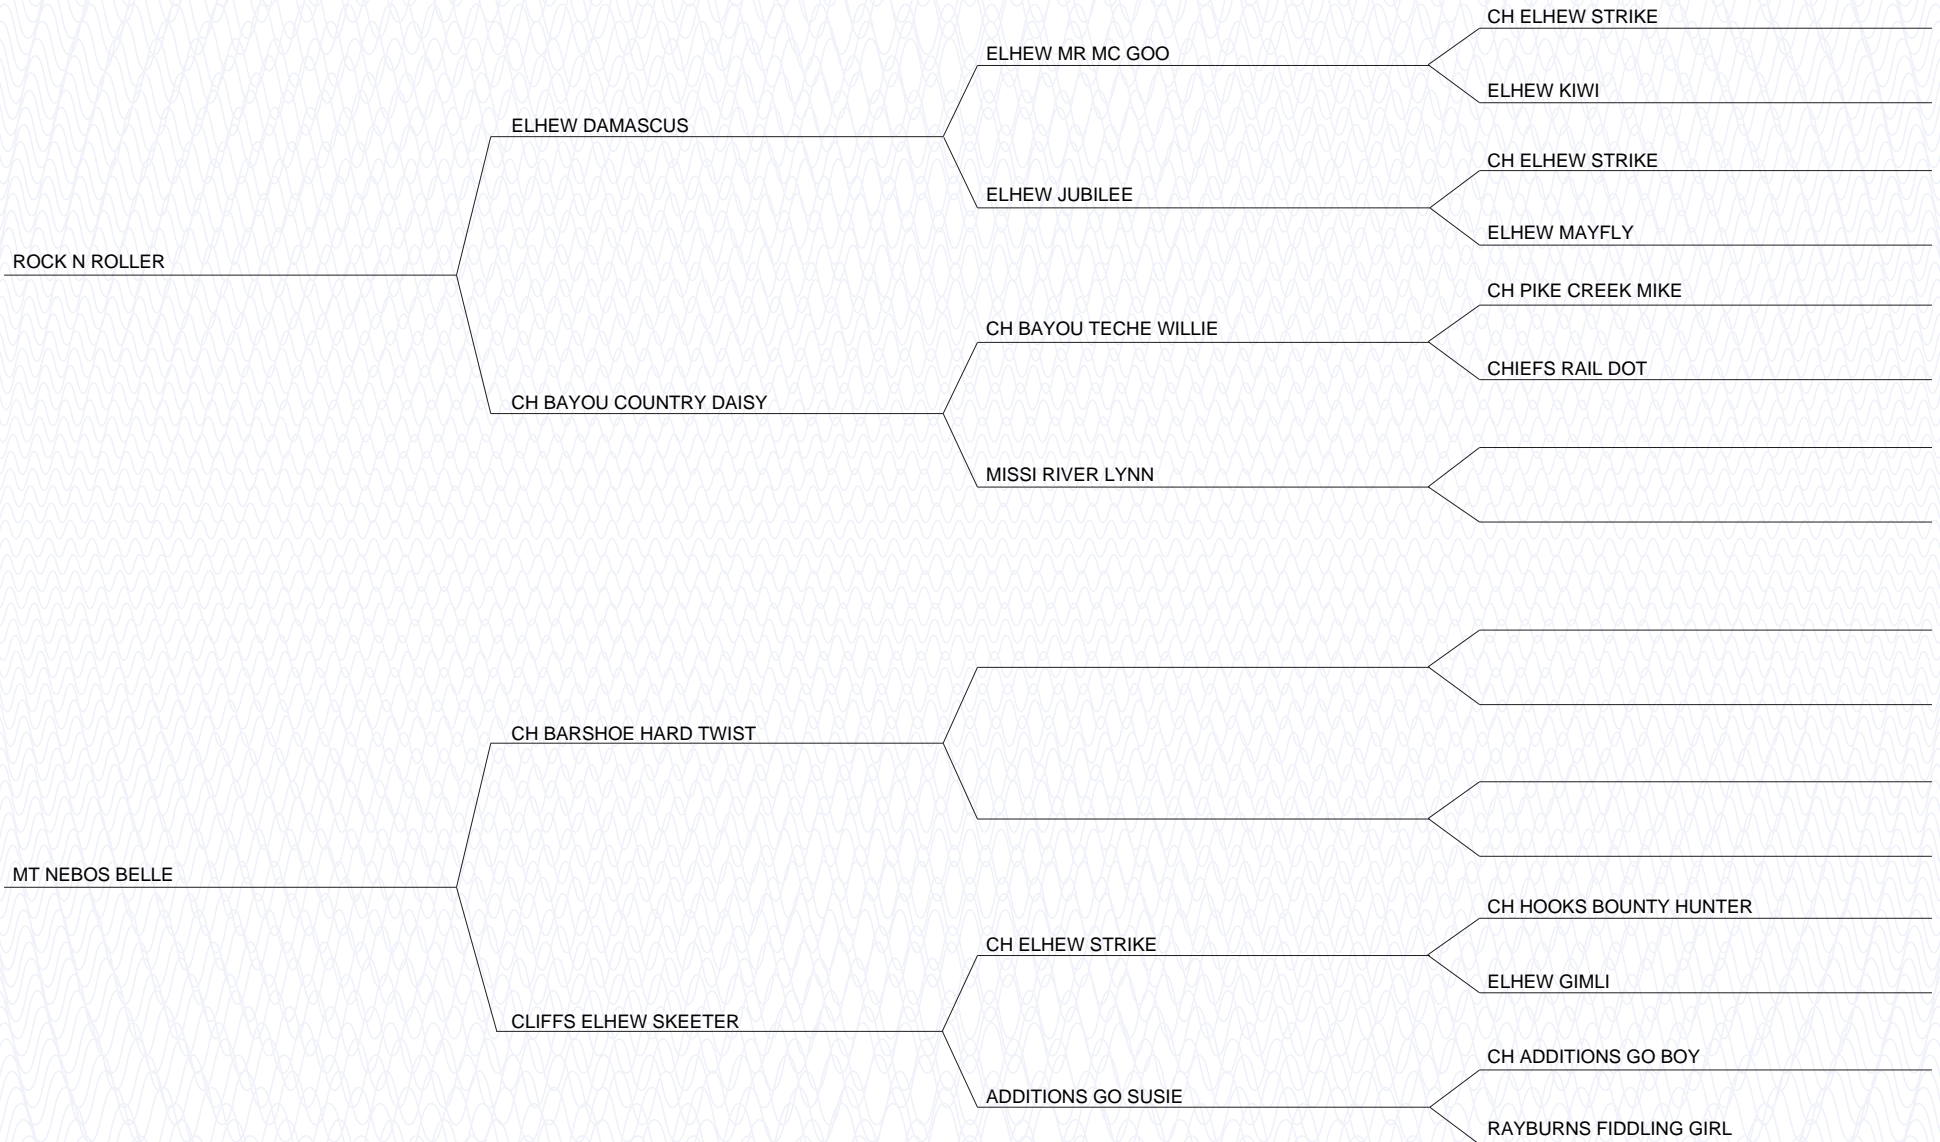 CH ELHEW STRIKE
ELHEW MR MC GOO
ELHEW KIWI
ELHEW DAMASCUS
CH ELHEW STRIKE
ELHEW JUBILEE
ELHEW MAYFLY
ROCK N ROLLER
CH PIKE CREEK MIKE
CH BAYOU TECHE WILLIE
CHIEFS RAIL DOT
CH BAYOU COUNTRY DAISY
MISSI RIVER LYNN
CH BARSHOE HARD TWIST
MT NEBOS BELLE
CH HOOKS BOUNTY HUNTER
CH ELHEW STRIKE
ELHEW GIMLI
CLIFFS ELHEW SKEETER
CH ADDITIONS GO BOY
ADDITIONS GO SUSIE
RAYBURNS FIDDLING GIRL